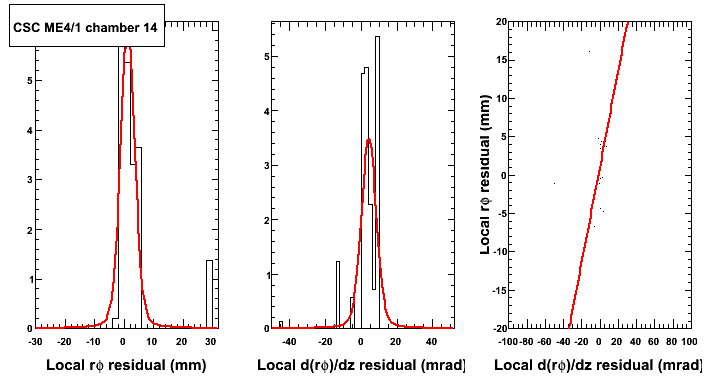 CSC ME4/1 chamber 14
5
4
3
2
1
0
-30 -20 -10 0 10 20 30
Local rϕ residual (mm)
5
4
3
2
1
0
-40 -20 0 20 40
Local d(rϕ)/dz residual (mrad)
Local rϕ residual (mm)
20
15
10
5
0
-5
-10
-15
-20
-100 -80 -60 -40 -20 0 20 40 60 80 100
Local d(rϕ)/dz residual (mrad)